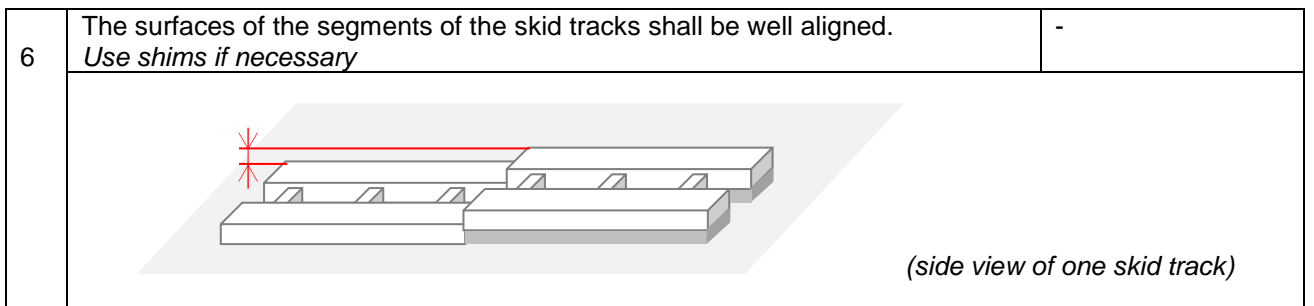 6
The surfaces of the segments of the skid tracks shall be well aligned.
Use shims if necessary
-
(side view of one skid track)